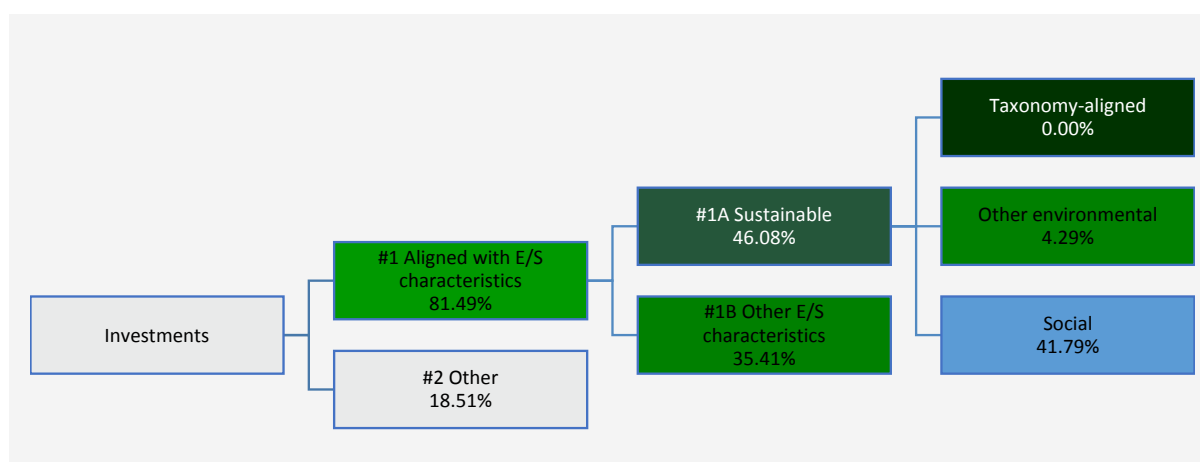 Investments
#1 Aligned with E/S
characteristics
81.49%
#2 Other
18.51%
#1A Sustainable
46.08%
#1B Other E/S
characteristics
35.41%
Taxonomy-aligned
0.00%
Other environmental
4.29%
Social
41.79%